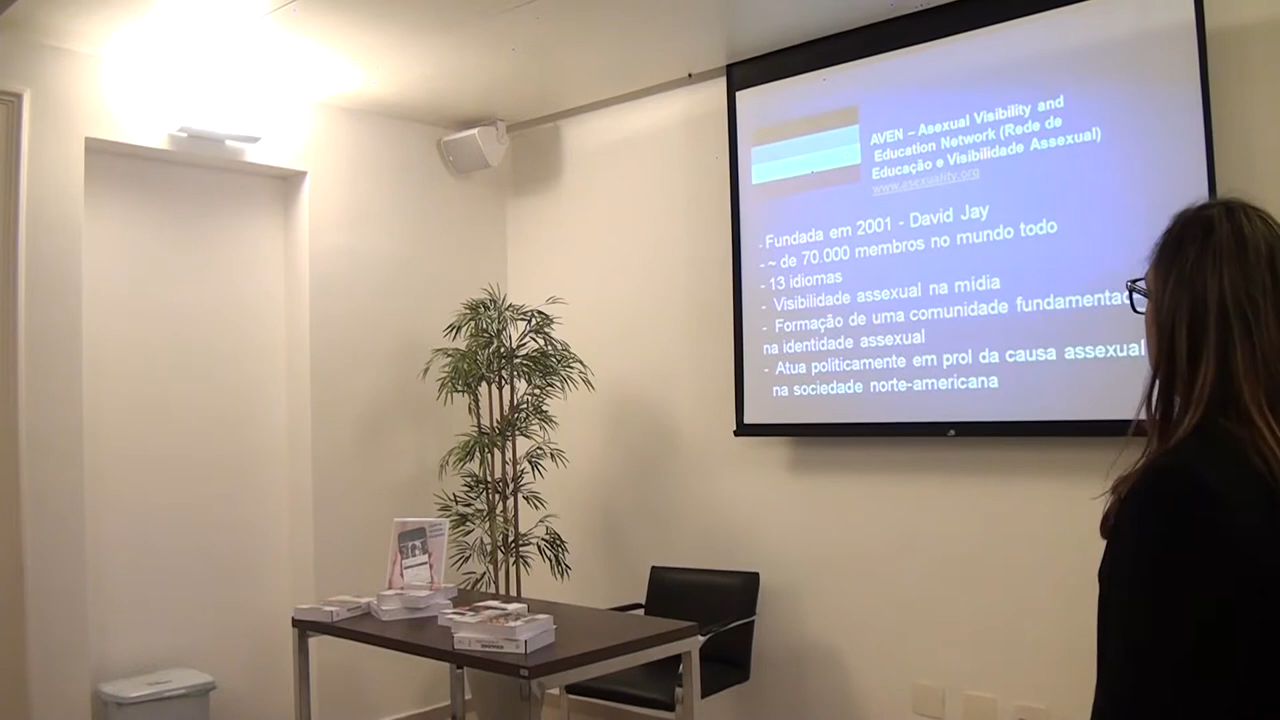 AVEN – Asexual Visibility and
Education Network (Rede de
Educação e Visibilidade Assexual)
www.asexuality.org
- Fundada em 2001 - David Jay
- ~ de 70.000 membros no mundo todo
- 13 idiomas
- Visibilidade assexual na mídia
- Formação de uma comunidade
na identidade assexual
- Atua politicamente em prol da causa assexual
na sociedade norte-americana